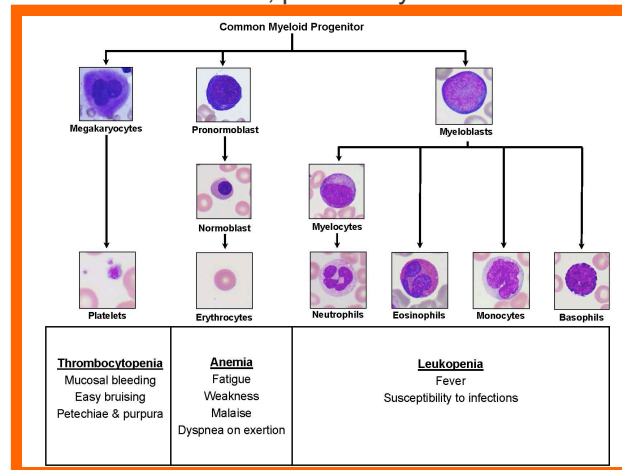 Common Myeloid Progenitor
Megakaryocytes
Pronormoblast
Myeloblasts
Normoblast
Myelocytes
Platelets
Erythrocytes
Neutrophils
Eosinophils
Monocytes
Basophils
Thrombocytopenia
Mucosal bleeding
Easy bruising
Petechiae & purpura
Anemia
Fatigue
Weakness
Malaise
Dyspnea on exertion
Leukopenia
Fever
Susceptibility to infections